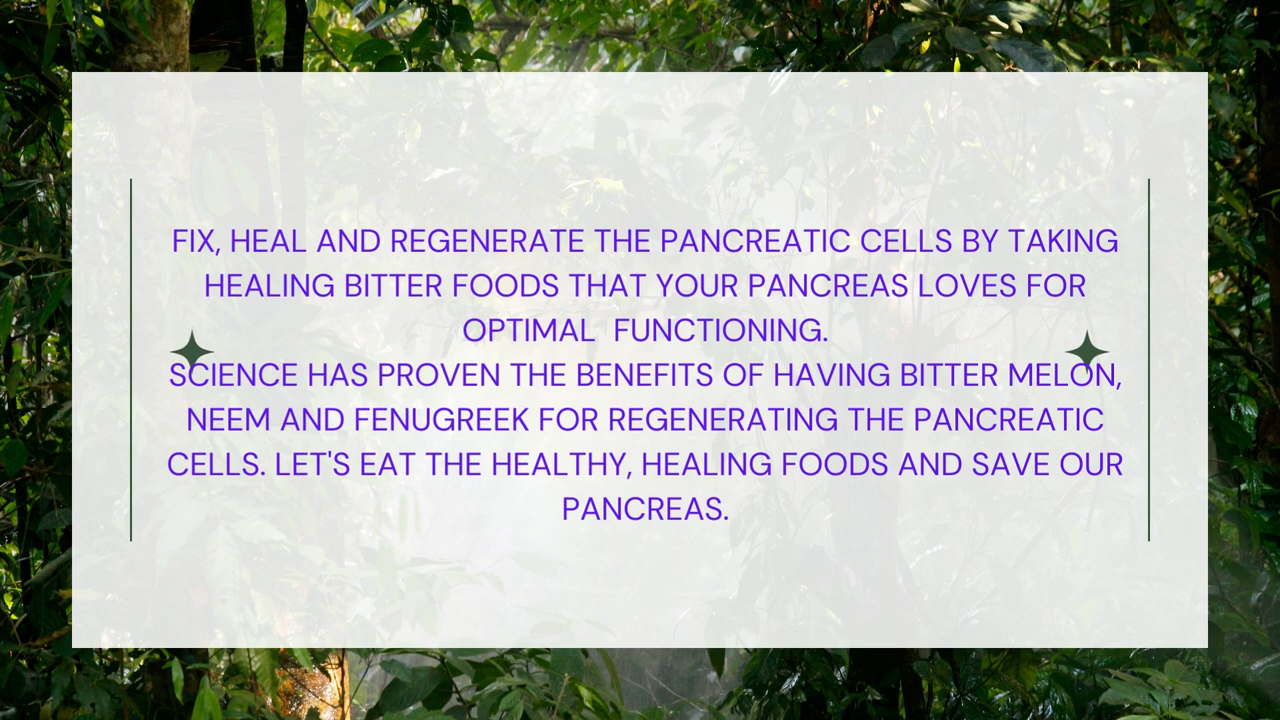 FIX, HEAL AND REGENERATE THE PANCREATIC CELLS BY TAKING
HEALING BITTER FOODS THAT YOUR PANCREAS LOVES FOR
OPTIMAL  FUNCTIONING.
SCIENCE HAS PROVEN THE BENEFITS OF HAVING BITTER MELON,
NEEM AND FENUGREEK FOR REGENERATING THE PANCREATIC
CELLS. LET'S EAT THE HEALTHY, HEALING FOODS AND SAVE OUR
PANCREAS.